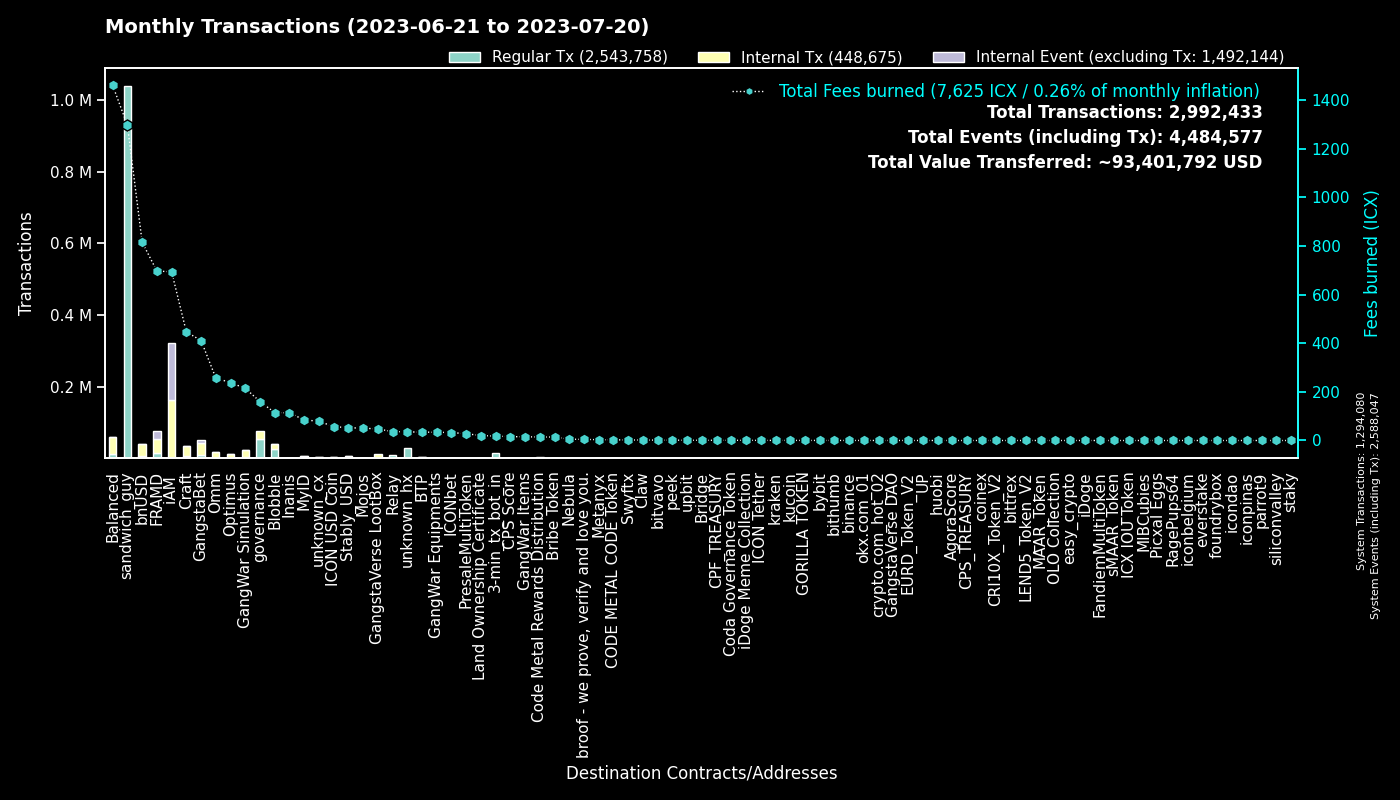 Monthly Transactions (2023-06-21 to 2023-07-20)
Regular Tx (2,543,758)
Internal Tx (448,675)
Internal Event (excluding Tx: 1,492,144)
Total Fees burned (7,625 ICX / 0.26% of monthly inflation)
Total Transactions: 2,992,433
Total Events (including Tx): 4,484,577
Total Value Transferred: ~93,401,792 USD
Transactions
1.0 M
0.8 M
0.6 M
0.4 M
0.2 M
1400
1200
1000
800
600
400
200
0
Fees burned (ICX)
System Transactions: 1,294,080
System Events (including Tx): 2,588,047
Balanced
sandwich_guy
bnUSD
FRAMD
iAM
Craft
GangstaBet
Omm
Optimus
GangWar Simulation
governance
Blobble
Inanis
MyID
unknown_cx
ICON USD Coin
Stably_USD
Mojos
GangstaVerse LootBox
Relay
unknown_hx
BTP
GangWar Equipments
ICONbet
PresaleMultiToken
Land Ownership Certificate
3-min_tx_bot_in
CPS Score
GangWar Items
Code Metal Rewards Distribution
Bribe Token
Nebula
broof - we prove, verify and love you.
Metanyx
CODE METAL CODE Token
Swyftx
Claw
bitvavo
peek
upbit
Bridge
CPF_TREASURY
Coda Governance Token
iDoge Meme Collection
ICON Tether
kraken
kucoin
GORILLA TOKEN
bybit
bithumb
binance
okx.com_01
crypto.com_hot_02
GangstaVerse DAO
EURD_Token_V2
_UP
huobi
AgoraScore
CPS_TREASURY
coinex
CRI10X_Token_V2
bittrex
LEND5_Token_V2
MAAR_Token
OLO Collection
easy_crypto
iDoge
FandiemMultiToken
sMAAR_Token
ICX IOU Token
MIBCubies
Picxal Eggs
RagePups64
iconbelgium
everstake
foundrybox
icondao
iconpinas
parrot9
siliconvalley
staky
Destination Contracts/Addresses